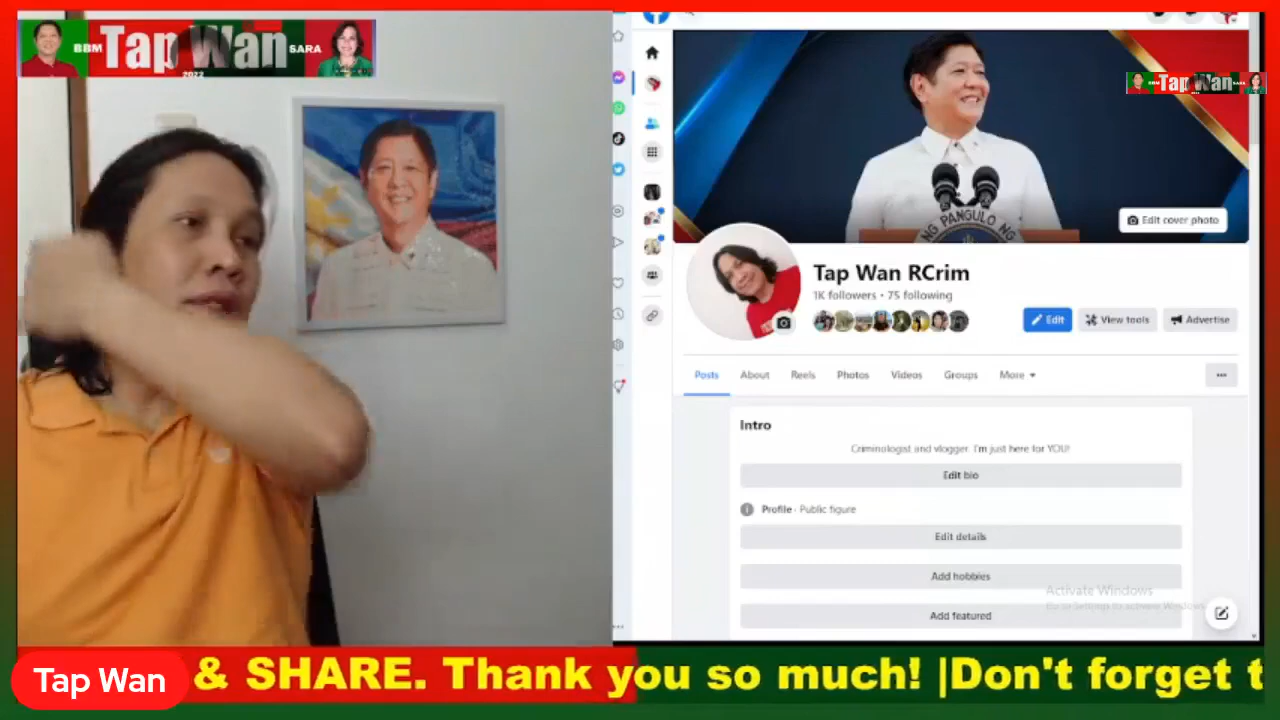 BBM Tap Wan SARA
2022
Tap Wan
Edit cover photo
NG PANGULO NG
Tap Wan RCrim
1K followers • 75 following
Edit
View tools
Advertise
Posts
About
Reels
Photos
Videos
Groups
More
Intro
Criminologist and vlogger. I'm just here for YOU!
Edit bio
Profile · Public figure
Edit details
Add hobbies
Activate Windows
Go to Settings to activate Windows.
Add featured
Tap Wan
& SHARE. Thank you so much! |Don't forget t